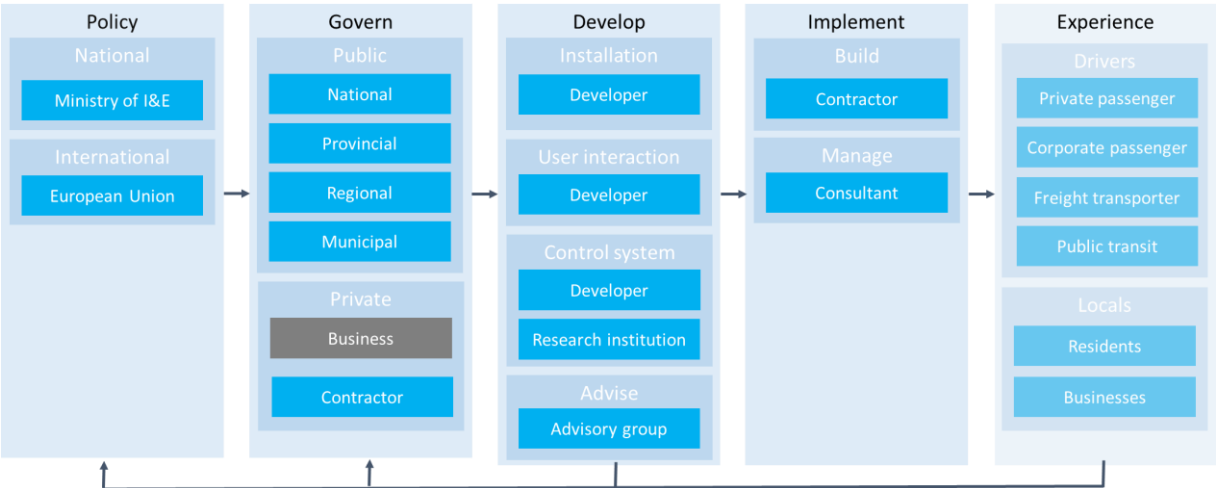 Policy
National
Ministry of I&E
International
European Union
Govern
Public
National
Provincial
Regional
Municipal
Private
Business
Contractor
Develop
Installation
Developer
User interaction
Developer
Control system
Developer
Research institution
Advise
Advisory group
Implement
Build
Contractor
Manage
Consultant
Experience
Drivers
Private passenger
Corporate passenger
Freight transporter
Public transit
Locals
Residents
Businesses